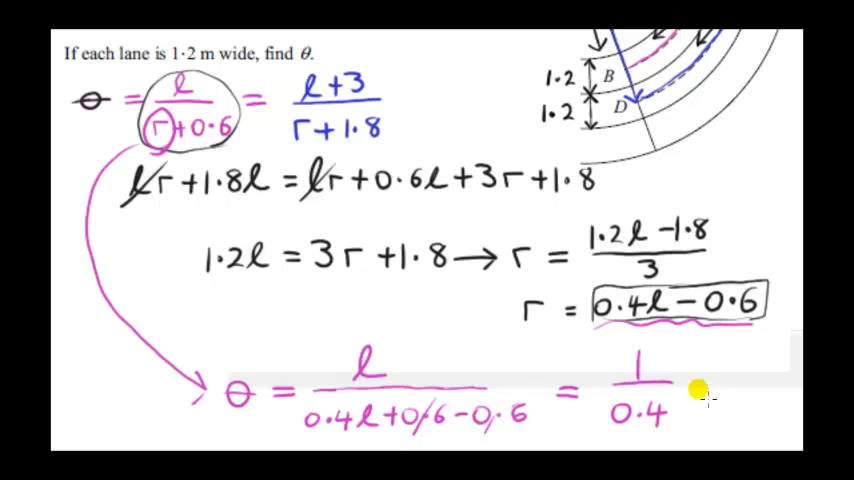 If each lane is 1·2 m wide, find θ.
θ = l / r+0·6 = l+3 / r+1·8
1·2 B
1·2 D
lr +1·8l = lr +0·6l +3r +1·8
1·2l = 3r +1·8 → r = 1·2l −1·8 / 3
r = 0·4l − 0·6
θ = l / 0·4l+0·6−0·6 = 1 / 0·4